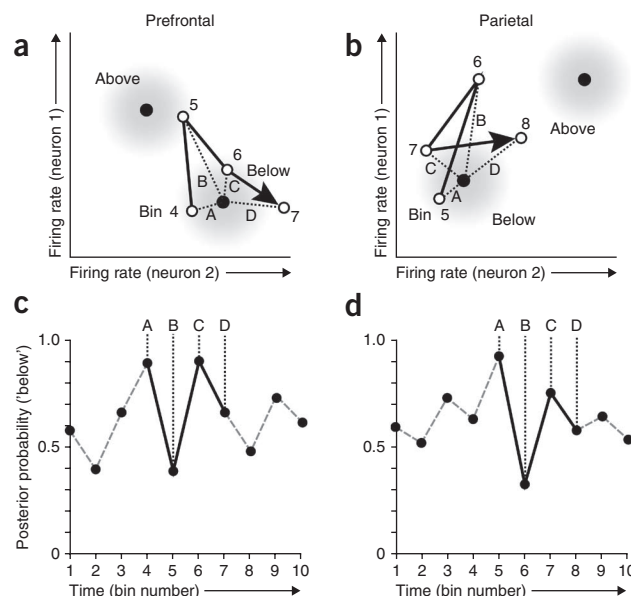 Prefrontal
Parietal
a
b
Firing rate (neuron 1)
Above
5
6
Below
B
C
Bin 4
A
D
7
Firing rate (neuron 2)
Firing rate (neuron 1)
6
B
8
Above
7
C
D
A
Bin 5
Below
Firing rate (neuron 2)
c
d
Posterior probability ('below')
1.0
0.5
0
A B C D
1 2 3 4 5 6 7 8 9 10
Time (bin number)
1.0
0.5
0
A B C D
1 2 3 4 5 6 7 8 9 10
Time (bin number)